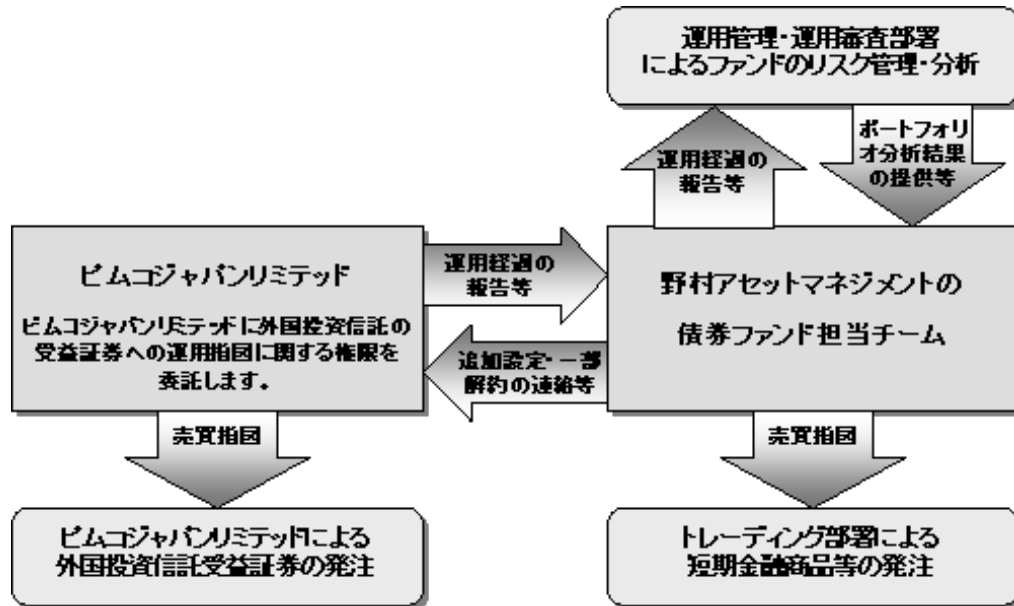 運用管理・運用審査部署
によるファンドのリスク管理・分析
運用経過の
報告等
ポートフォリ
オ分析結果
の提供等
ピムコジャパンリミテッド
ピムコジャパンリミテッドに外国投資信託の
受益証券への運用指図に関する権限を
委託します。
運用経過の
報告等
追加設定・一部
解約の連絡等
野村アセットマネジメントの
債券ファンド担当チーム
売買指図
売買指図
ピムコジャパンリミテッドによる
外国投資信託受益証券の発注
トレーディング部署による
短期金融商品等の発注